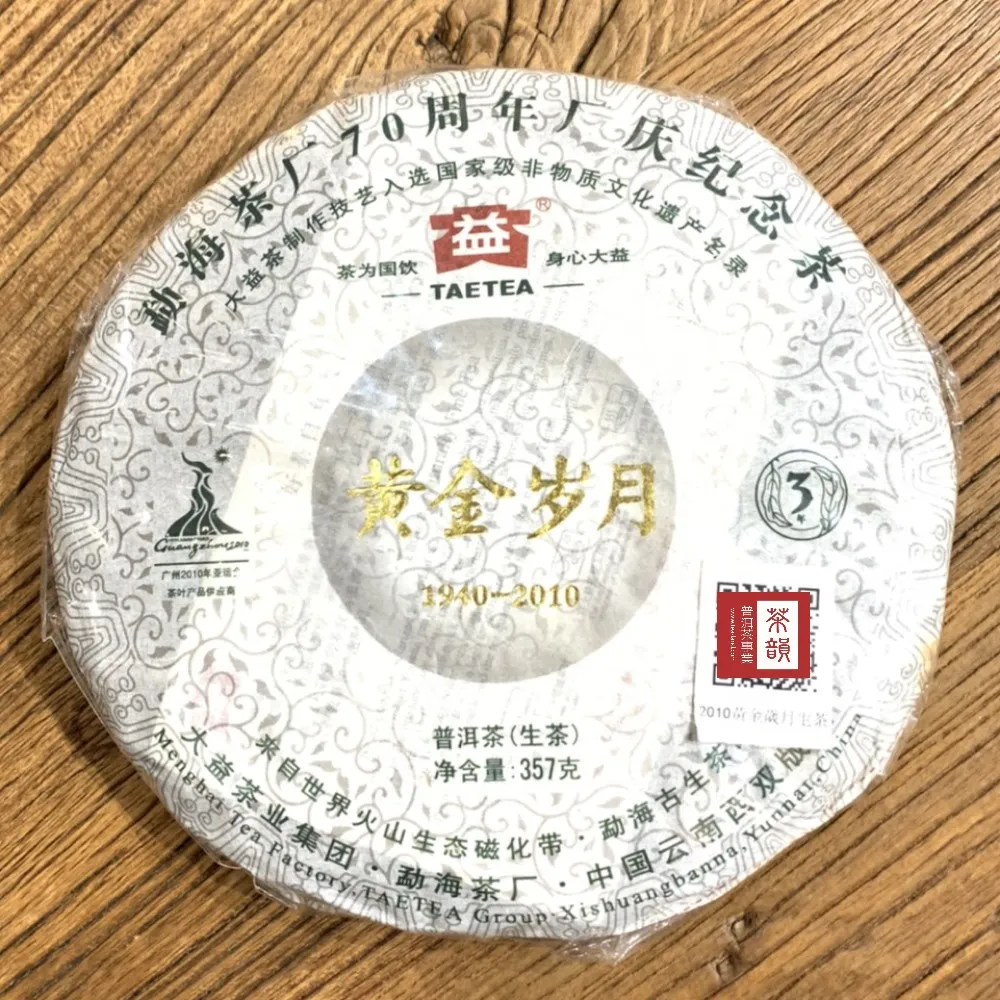 勐海茶厂70周年厂庆纪念茶
大益茶制作技艺入选国家级非物质文化遗产名录
益®
茶为国饮 身心大益
TAETEA
黄金岁月
1940-2010
3
Guangzhou2010
广州2010年亚运会
茶叶产品供应商
普洱茶專業
茶韻
2010黄金歲月生茶
普洱茶(生茶)
净含量:357克
来自世界火山生态磁化带·勐海古生茶
大益茶业集团·勐海茶厂·中国云南西双版
Menghai Tea Factory,TAETEA Group Xishuangbanna,Yunnan,China